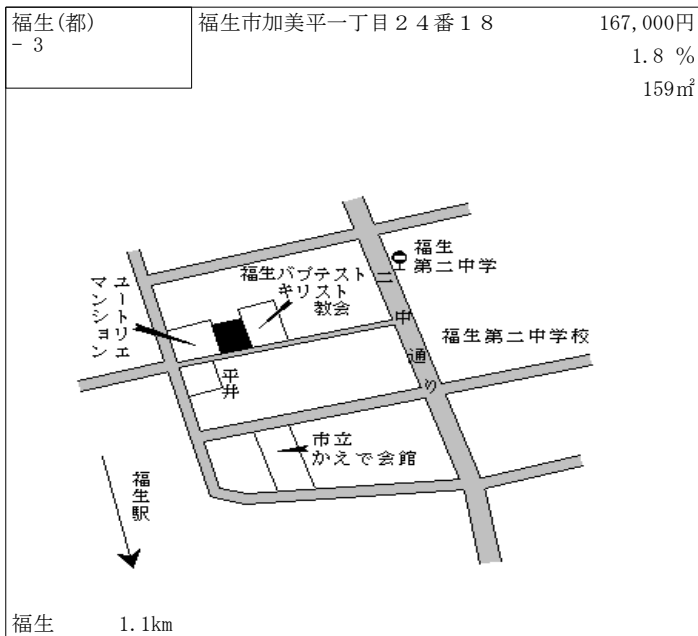 福生(都)
- 3
福生市加美平一丁目２４番１８
167,000円
1.8 %
159㎡
福生
第二中学
二中通り
福生バプテスト
キリスト
教会
ユートリエ
マンション
福生第二中学校
平井
市立
かえで会館
福生駅
福生 1.1km